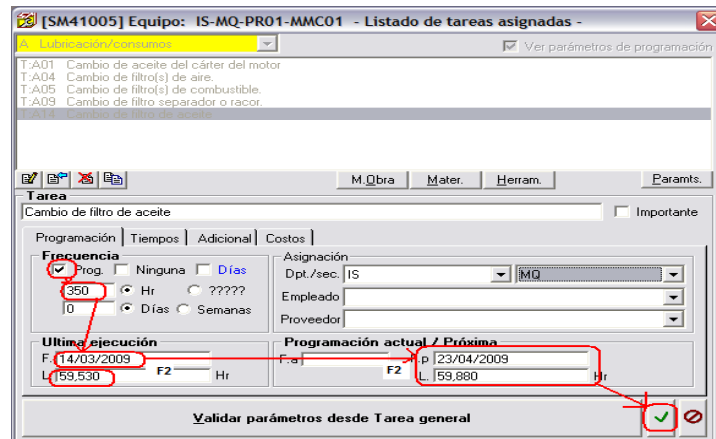 [SM41005] Equipo: IS-MQ-PR01-MMC01 - Listado de tareas asignadas -
A Lubricación/consumos
Ver parámetros de programación
T:A01 Cambio de aceite del cárter del motor
T:A04 Cambio de filtro(s) de aire.
T:A05 Cambio de filtro(s) de combustible.
T:A09 Cambio de filtro separador o racor.
T:A14 Cambio de filtro de aceite
M.Obra Mater. Herram. Paramts.
Tarea
Cambio de filtro de aceite Importante
Programación Tiempos Adicional Costos
Frecuencia
Prog. Ninguna Días
350 Hr ?????
0 Días Semanas
Asignación
Dpt./sec. IS MQ
Empleado
Proveedor
Ultima ejecución
F. 14/03/2009
L. 59,530 F2 Hr
Programación actual / Próxima
F.a .p 23/04/2009
F2 L. 59,880 Hr
Validar parámetros desde Tarea general